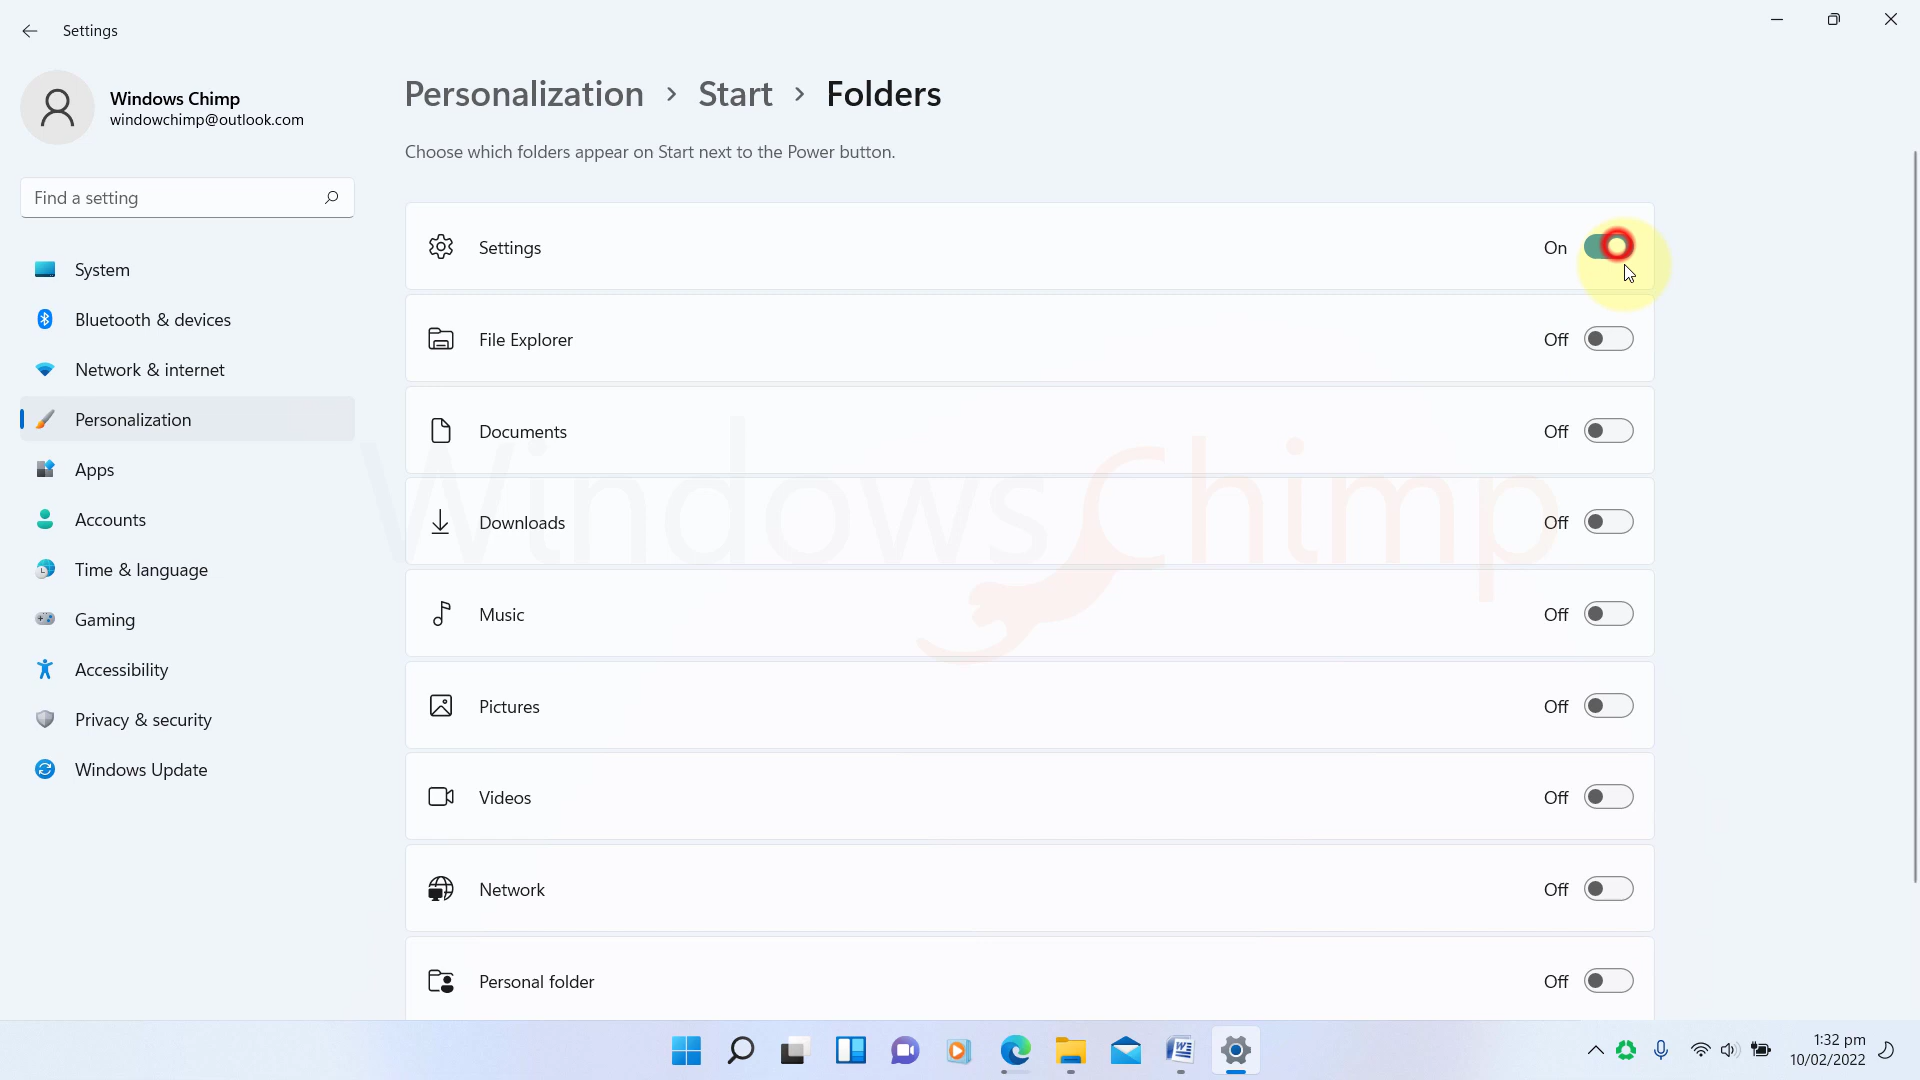 Settings
Windows Chimp
windowchimp@outlook.com
Find a setting
System
Bluetooth & devices
Network & internet
Personalization
Apps
Accounts
Time & language
Gaming
Accessibility
Privacy & security
Windows Update
Personalization > Start > Folders
Choose which folders appear on Start next to the Power button.
Settings On
File Explorer Off
Documents Off
Downloads Off
Music Off
Pictures Off
Videos Off
Network Off
Personal folder Off
Windows Chimp
1:32 pm
10/02/2022